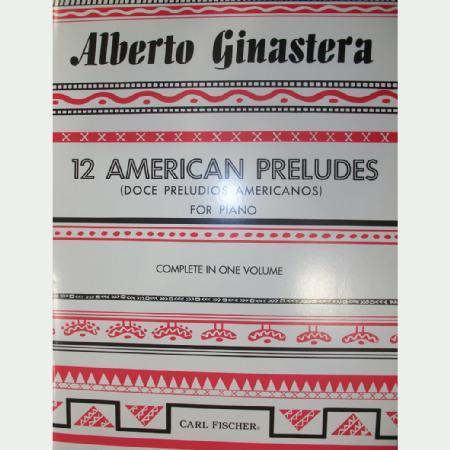 Alberto Ginastera
12 AMERICAN PRELUDES
(DOCE PRELUDIOS AMERICANOS)
FOR PIANO
COMPLETE IN ONE VOLUME
CARL FISCHER®